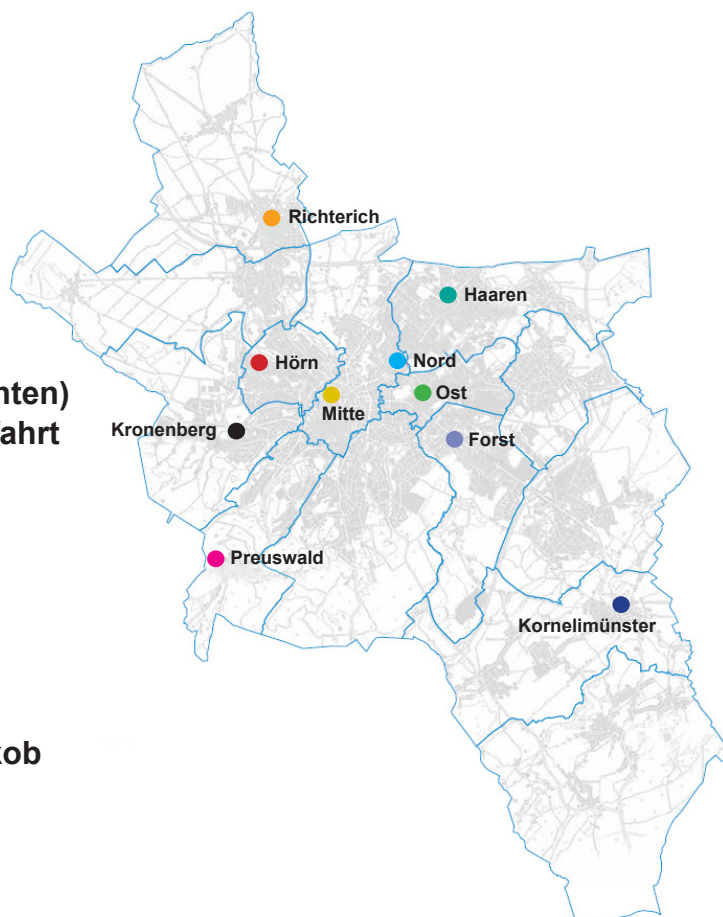 Richterich
Haaren
Hörn
Nord
nten)
Ost
Mitte
ahrt
Kronenberg
Forst
Preuswald
Kornelimünster
kob